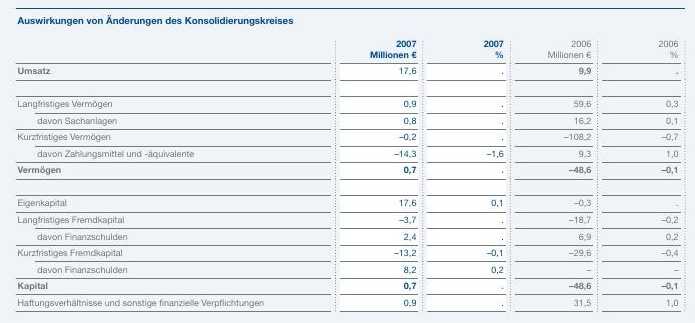 Auswirkungen von Änderungen des Konsolidierungskreises
2007 2007 2006 2006
Millionen € % Millionen € %
Umsatz 17,6 . 9,9 .
Langfristiges Vermögen 0,9 . 59,6 0,3
davon Sachanlagen 0,8 . 16,2 0,1
Kurzfristiges Vermögen –0,2 . –108,2 –0,7
davon Zahlungsmittel und -äquivalente –14,3 –1,6 9,3 1,0
Vermögen 0,7 . –48,6 –0,1
Eigenkapital 17,6 0,1 –0,3 .
Langfristiges Fremdkapital –3,7 . –18,7 –0,2
davon Finanzschulden 2,4 . 6,9 0,2
Kurzfristiges Fremdkapital –13,2 –0,1 –29,6 –0,4
davon Finanzschulden 8,2 0,2 – –
Kapital 0,7 . –48,6 –0,1
Haftungsverhältnisse und sonstige finanzielle Verpflichtungen 0,9 . 31,5 1,0